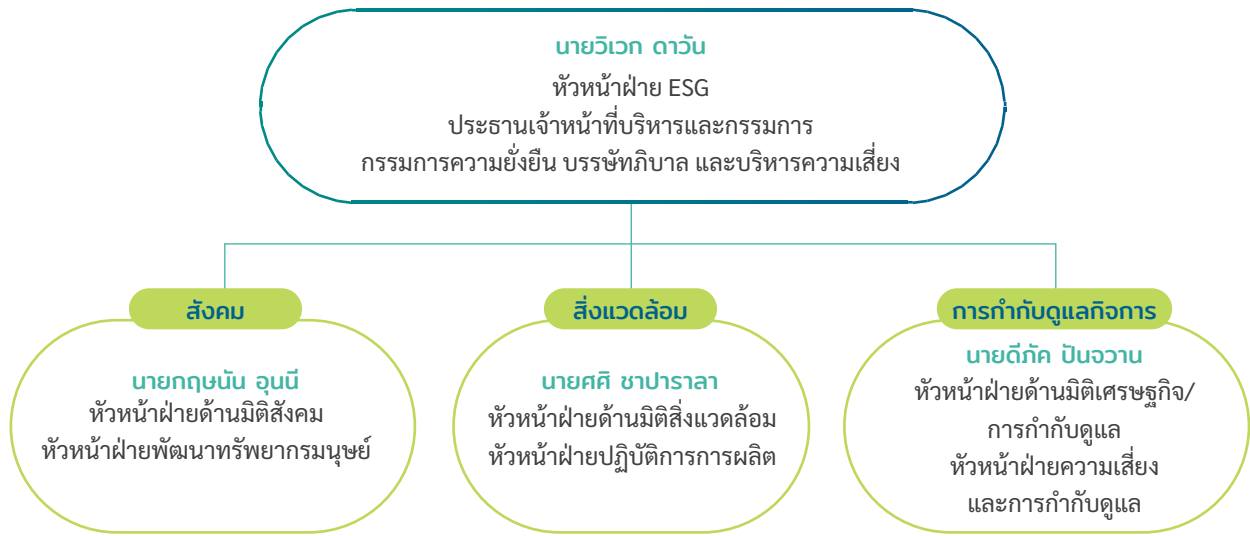 นายวิเวก ดาวัน
หัวหน้าฝ่าย ESG
ประธานเจ้าหน้าที่บริหารและกรรมการ
กรรมการความยั่งยืน บรรษัทภิบาล และบริหารความเสี่ยง
สังคม
นายกฤษนัน อุนนี
หัวหน้าฝ่ายด้านมิติสังคม
หัวหน้าฝ่ายพัฒนาทรัพยากรมนุษย์
สิ่งแวดล้อม
นายศศิ ชาปาราลา
หัวหน้าฝ่ายด้านมิติสิ่งแวดล้อม
หัวหน้าฝ่ายปฏิบัติการการผลิต
การกำกับดูแลกิจการ
นายดีภัค ปันจวาน
หัวหน้าฝ่ายด้านมิติเศรษฐกิจ/
การกำกับดูแล
หัวหน้าฝ่ายความเสี่ยง
และการกำกับดูแล